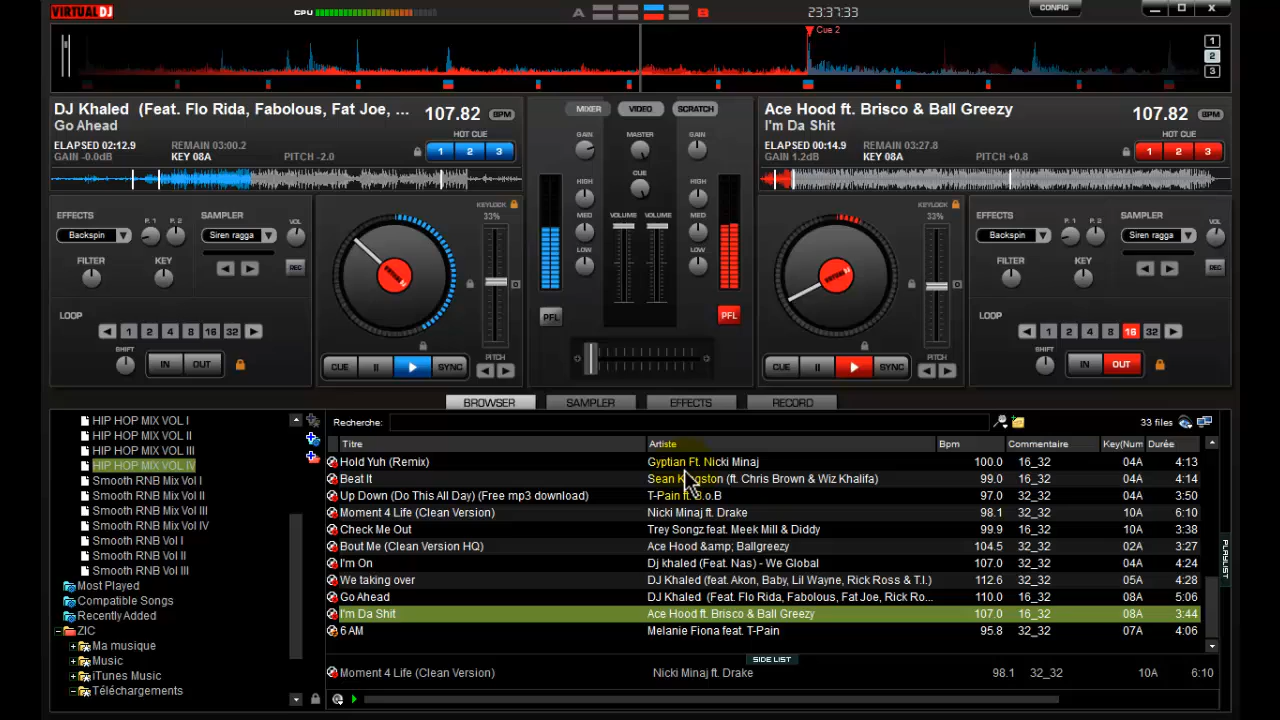 VIRTUAL DJ
CPU
A
B
23:37:33
CONFIG
Cue 2
1
2
3
DJ Khaled (Feat. Flo Rida, Fabolous, Fat Joe, ...
107.82 BPM
Go Ahead
HOT CUE
ELAPSED 02:12.9
REMAIN 03:00.2
1 2 3
GAIN -0.0dB
KEY 08A
PITCH -2.0
MIXER
VIDEO
SCRATCH
GAIN
MASTER
GAIN
CUE
HIGH
HIGH
MED
VOLUME
VOLUME
MED
LOW
LOW
PFL
PFL
Ace Hood ft. Brisco & Ball Greezy
107.82 BPM
I'm Da Shit
HOT CUE
ELAPSED 00:14.9
REMAIN 03:27.8
1 2 3
GAIN 1.2dB
KEY 08A
PITCH +0.8
EFFECTS
P. 1 P. 2
SAMPLER
VOL
Backspin
Siren ragga
FILTER
KEY
REC
LOOP
1 2 4 8 16 32
SHIFT
IN OUT
KEYLOCK
33%
CUE
SYNC
PITCH
KEYLOCK
33%
CUE
SYNC
PITCH
EFFECTS
P. 1 P. 2
SAMPLER
VOL
Backspin
Siren ragga
FILTER
KEY
REC
LOOP
1 2 4 8 16 32
SHIFT
IN OUT
BROWSER
SAMPLER
EFFECTS
RECORD
HIP HOP MIX VOL I
HIP HOP MIX VOL II
HIP HOP MIX VOL III
HIP HOP MIX VOL IV
Smooth RNB Mix Vol I
Smooth RNB Mix Vol II
Smooth RNB Mix Vol III
Smooth RNB Mix Vol IV
Smooth RNB Vol I
Smooth RNB Vol II
Smooth RNB Vol III
Most Played
Compatible Songs
Recently Added
ZIC
Ma musique
Music
iTunes Music
Téléchargements
Recherche:
33 files
Titre Artiste Bpm Commentaire Key(Num Durée
Hold Yuh (Remix) Gyptian Ft. Nicki Minaj 100.0 16_32 04A 4:13
Beat It Sean Kingston (ft. Chris Brown & Wiz Khalifa) 99.0 16_32 04A 4:14
Up Down (Do This All Day) (Free mp3 download) T-Pain ft. B.o.B 97.0 32_32 04A 3:50
Moment 4 Life (Clean Version) Nicki Minaj ft. Drake 98.1 32_32 10A 6:10
Check Me Out Trey Songz feat. Meek Mill & Diddy 99.9 16_32 10A 3:38
Bout Me (Clean Version HQ) Ace Hood &amp; Ballgreezy 104.5 32_32 02A 3:27
I'm On Dj khaled (Feat. Nas) - We Global 107.0 32_32 10A 4:24
We taking over DJ Khaled (feat. Akon, Baby, Lil Wayne, Rick Ross & T.I.) 112.6 32_32 05A 4:28
Go Ahead DJ Khaled (Feat. Flo Rida, Fabolous, Fat Joe, Rick Ro... 110.0 16_32 08A 5:06
I'm Da Shit Ace Hood ft. Brisco & Ball Greezy 107.0 16_32 08A 3:44
6 AM Melanie Fiona feat. T-Pain 95.8 32_32 07A 4:06
PLAYLIST
SIDE LIST
Moment 4 Life (Clean Version) Nicki Minaj ft. Drake 98.1 32_32 10A 6:10